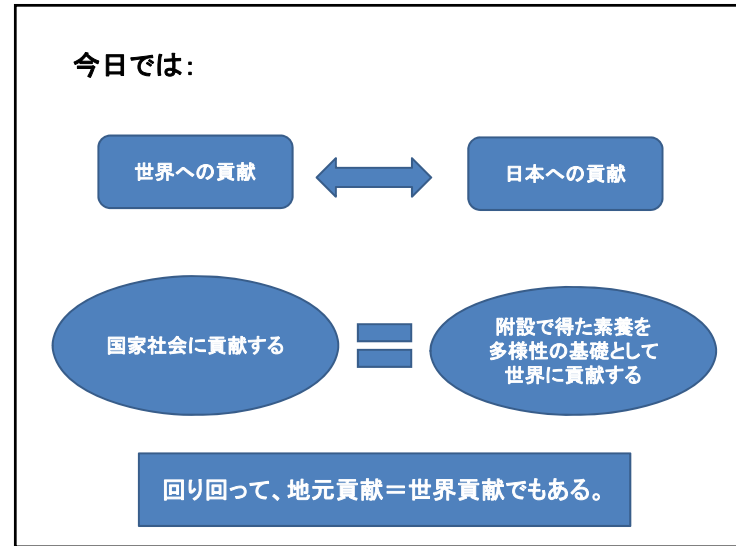 今日では：
世界への貢献
日本への貢献
国家社会に貢献する
附設で得た素養を
多様性の基礎として
世界に貢献する
回り回って、地元貢献＝世界貢献でもある。